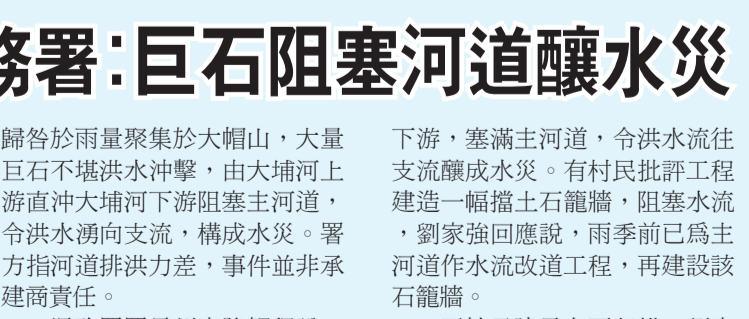 務署:巨石阻塞河道釀水災
歸咎於雨量聚集於大帽山，大量
巨石不堪洪水沖擊，由大埔河上
游直沖大埔河下游阻塞主河道，
令洪水湧向支流，構成水災。署
方指河道排洪力差，事件並非承
建商責任。
下游，塞滿主河道，令洪水流往
支流釀成水災。有村民批評工程
建造一幅擋土石籠牆，阻塞水流
，劉家強回應說，雨季前已爲主
河道作水流改道工程，再建設該
石籠牆。